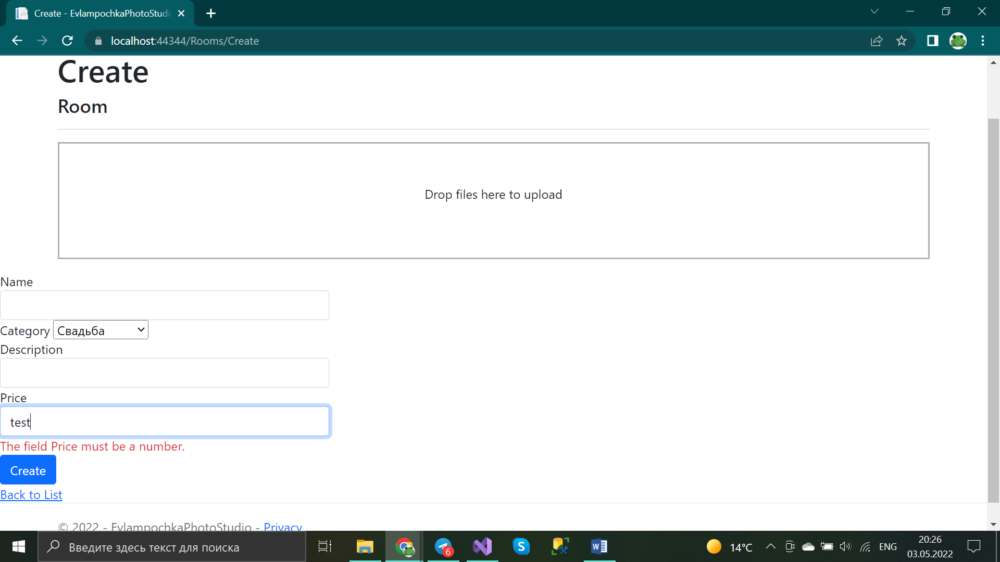 Create - EvlampochkaPhotoStudi
localhost:44344/Rooms/Create
Create
Room
Drop files here to upload
Name
Category Свадьба
Description
Price
test
The field Price must be a number.
Create
Back to List
© 2022 - EvlampochkaPhotoStudio - Privacy
Введите здесь текст для поиска
6
S
W
14°C
ENG
20:26
03.05.2022